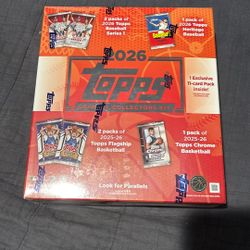 2 packs of
2026 Topps
Baseball
Series 1
1 pack of
2026 Topps
Heritage
Baseball
2026
TOPPS
1 Exclusive
11-Card Pack
Inside!
2 pack of
2025-26
Topps Flagship
Basketball
1 pack of
2025-26
Topps Chrome
Basketball
Look for Parallels